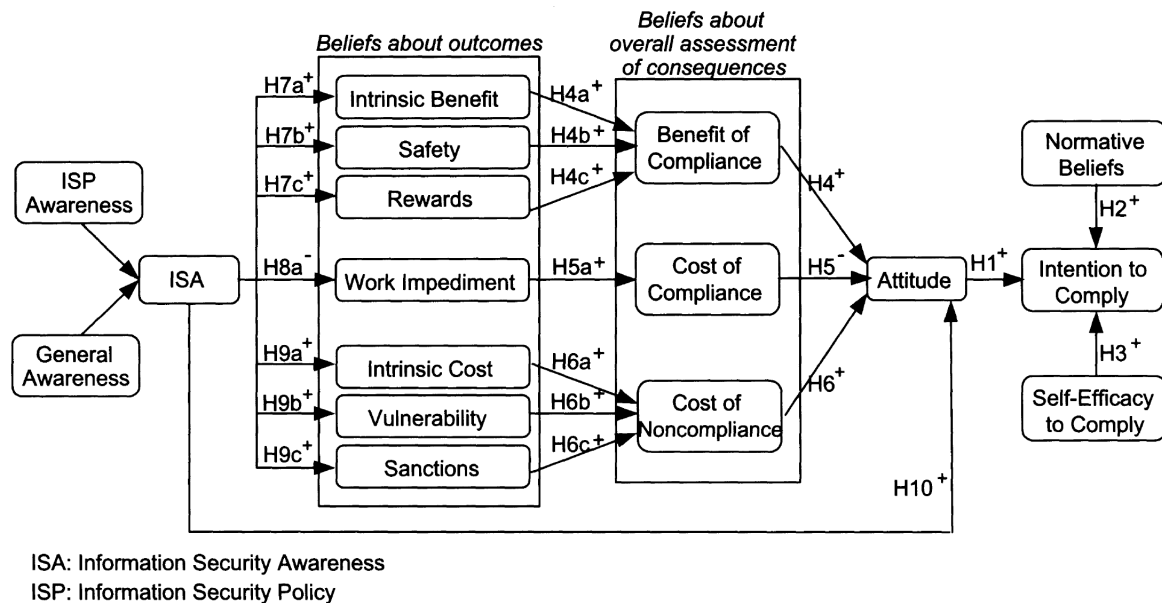 Beliefs about outcomes
Beliefs about
overall assessment
of consequences
H7a+
Intrinsic Benefit
H4a+
H7b+
Safety
H4b+
Benefit of
Compliance
H7c+
Rewards
H4c+
H4+
Normative
Beliefs
H2+
ISP
Awareness
ISA
H8a-
Work Impediment
H5a+
Cost of
Compliance
H5-
Attitude
H1+
Intention to
Comply
General
Awareness
H9a+
Intrinsic Cost
H6a+
H6+
H3+
H9b+
Vulnerability
H6b+
Cost of
Noncompliance
Self-Efficacy
to Comply
H9c+
Sanctions
H6c+
H10+
ISA: Information Security Awareness
ISP: Information Security Policy